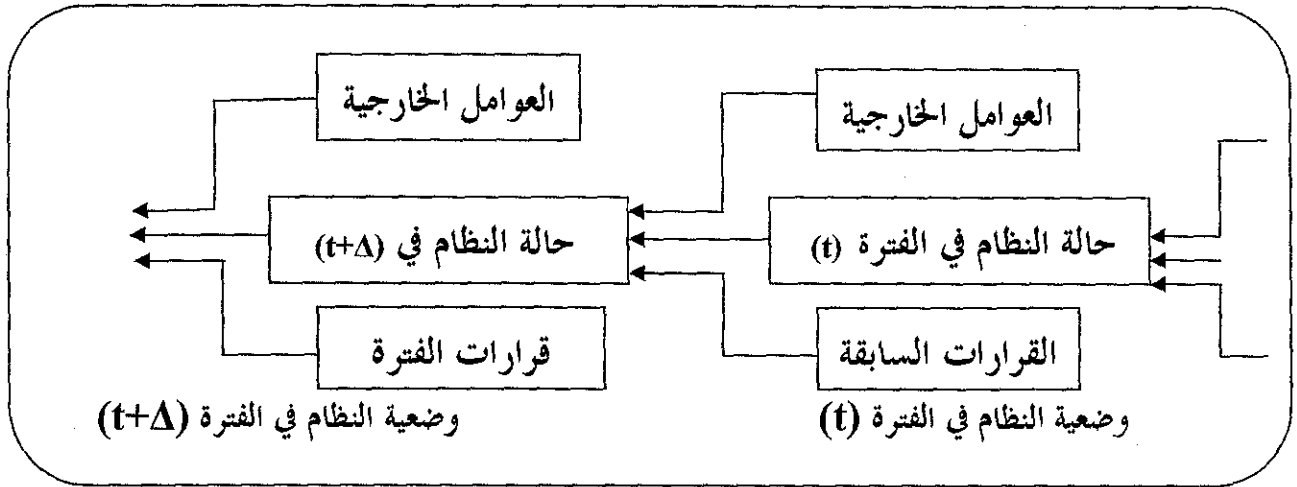 العوامل الخارجية
العوامل الخارجية
حالة النظام في الفترة (t)
حالة النظام في (t+Δ)
القرارات السابقة
قرارات الفترة
وضعية النظام في الفترة (t)
وضعية النظام في الفترة (t+Δ)